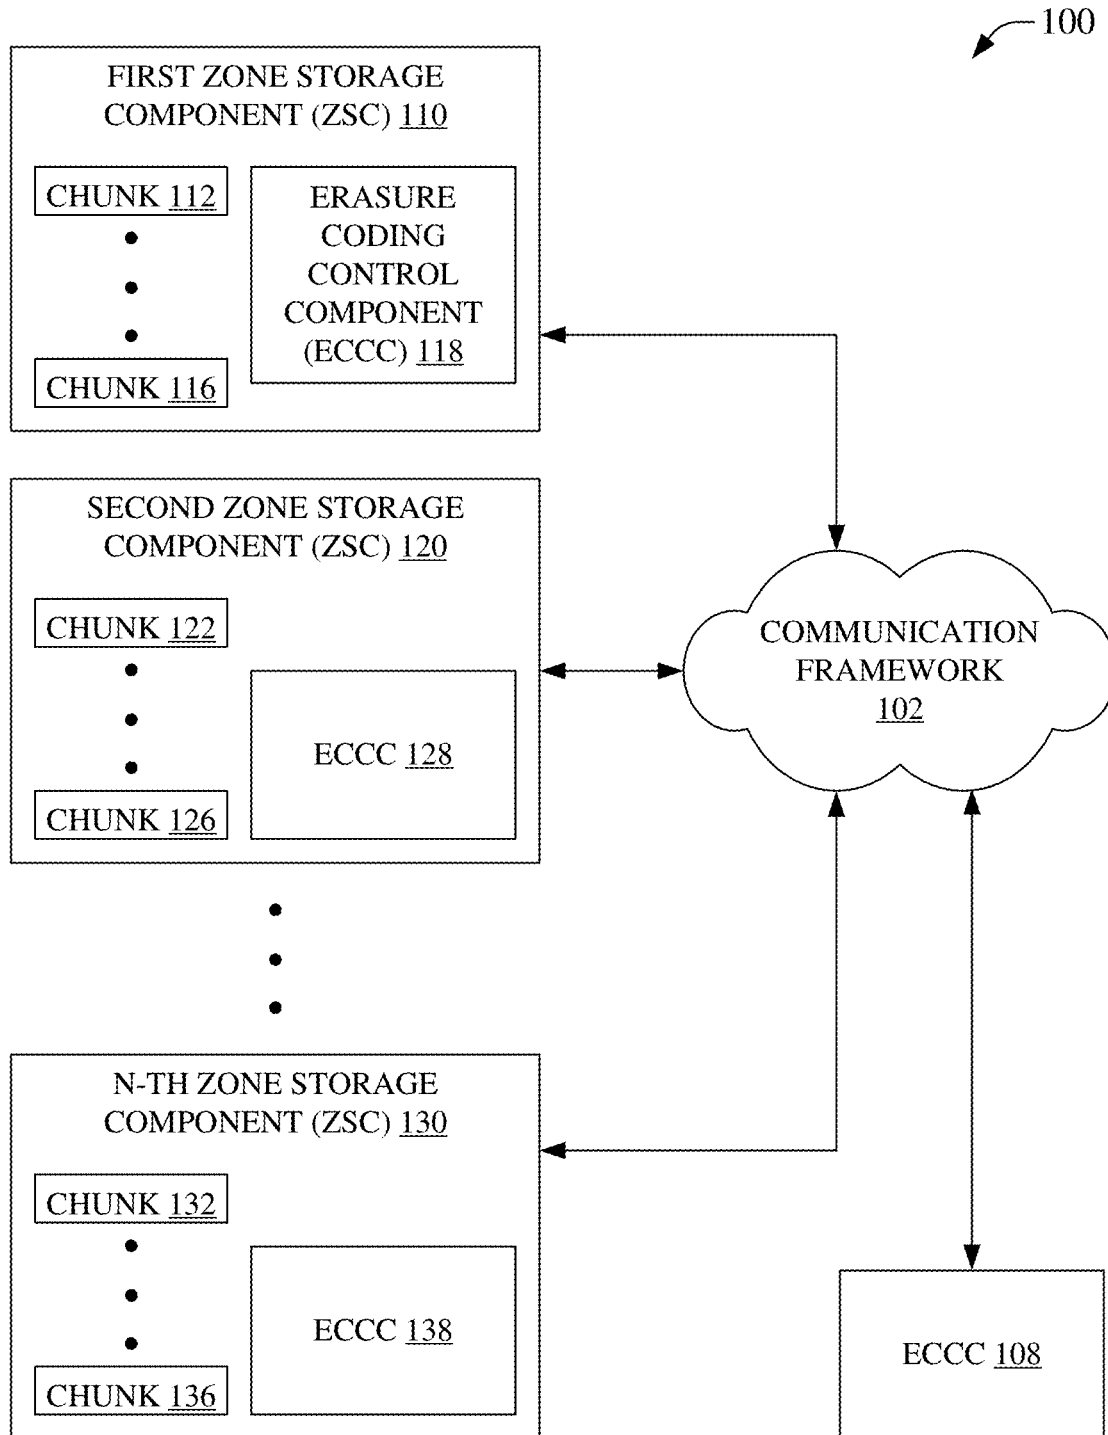 100
FIRST ZONE STORAGE
COMPONENT (ZSC) 110
CHUNK 112
CHUNK 116
ERASURE
CODING
CONTROL
COMPONENT
(ECCC) 118
SECOND ZONE STORAGE
COMPONENT (ZSC) 120
CHUNK 122
CHUNK 126
ECCC 128
COMMUNICATION
FRAMEWORK
102
N-TH ZONE STORAGE
COMPONENT (ZSC) 130
CHUNK 132
CHUNK 136
ECCC 138
ECCC 108